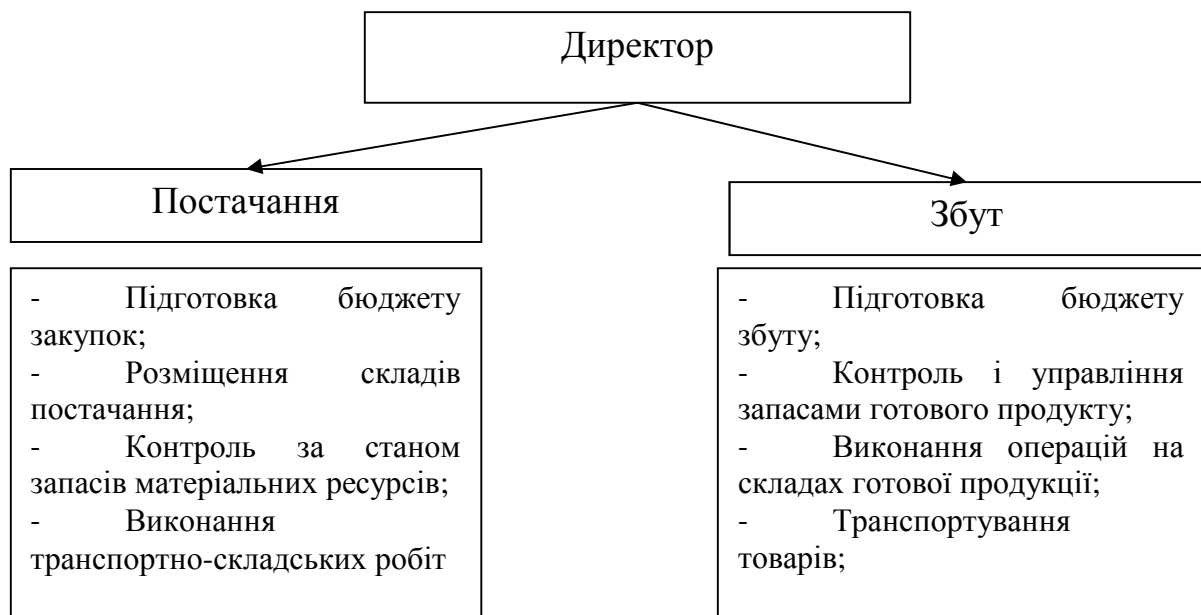 Директор
Постачання
Збут
- Підготовка бюджету
закупок;
- Розміщення складів
постачання;
- Контроль за станом
запасів матеріальних ресурсів;
- Виконання
транспортно-складських робіт
- Підготовка бюджету
збуту;
- Контроль і управління
запасами готового продукту;
- Виконання операцій на
складах готової продукції;
- Транспортування
товарів;